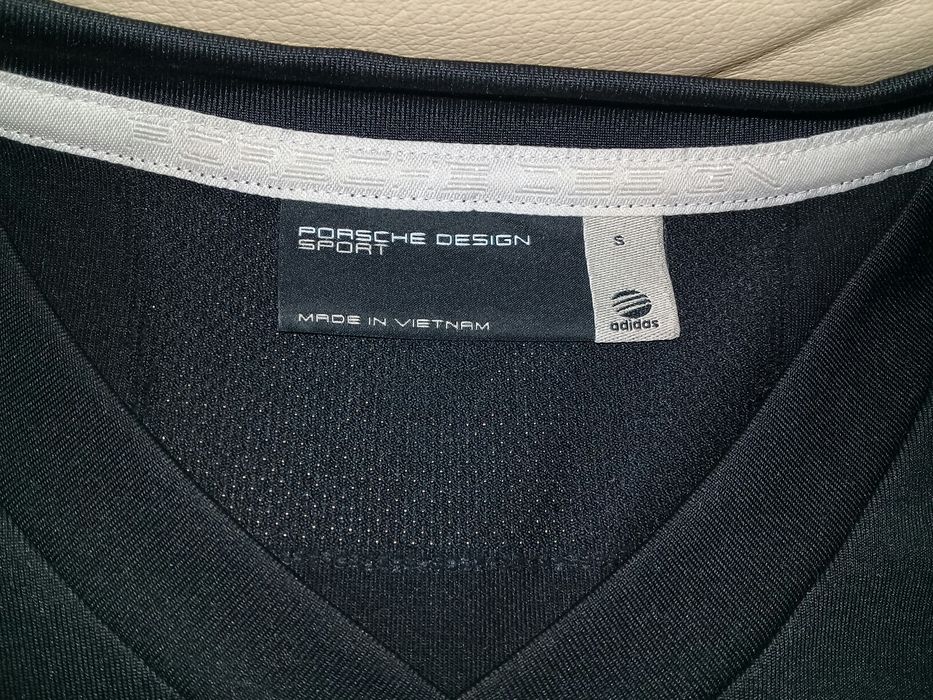 PORSCHE DESIGN
PORSCHE DESIGN
SPORT
MADE IN VIETNAM
S
adidas